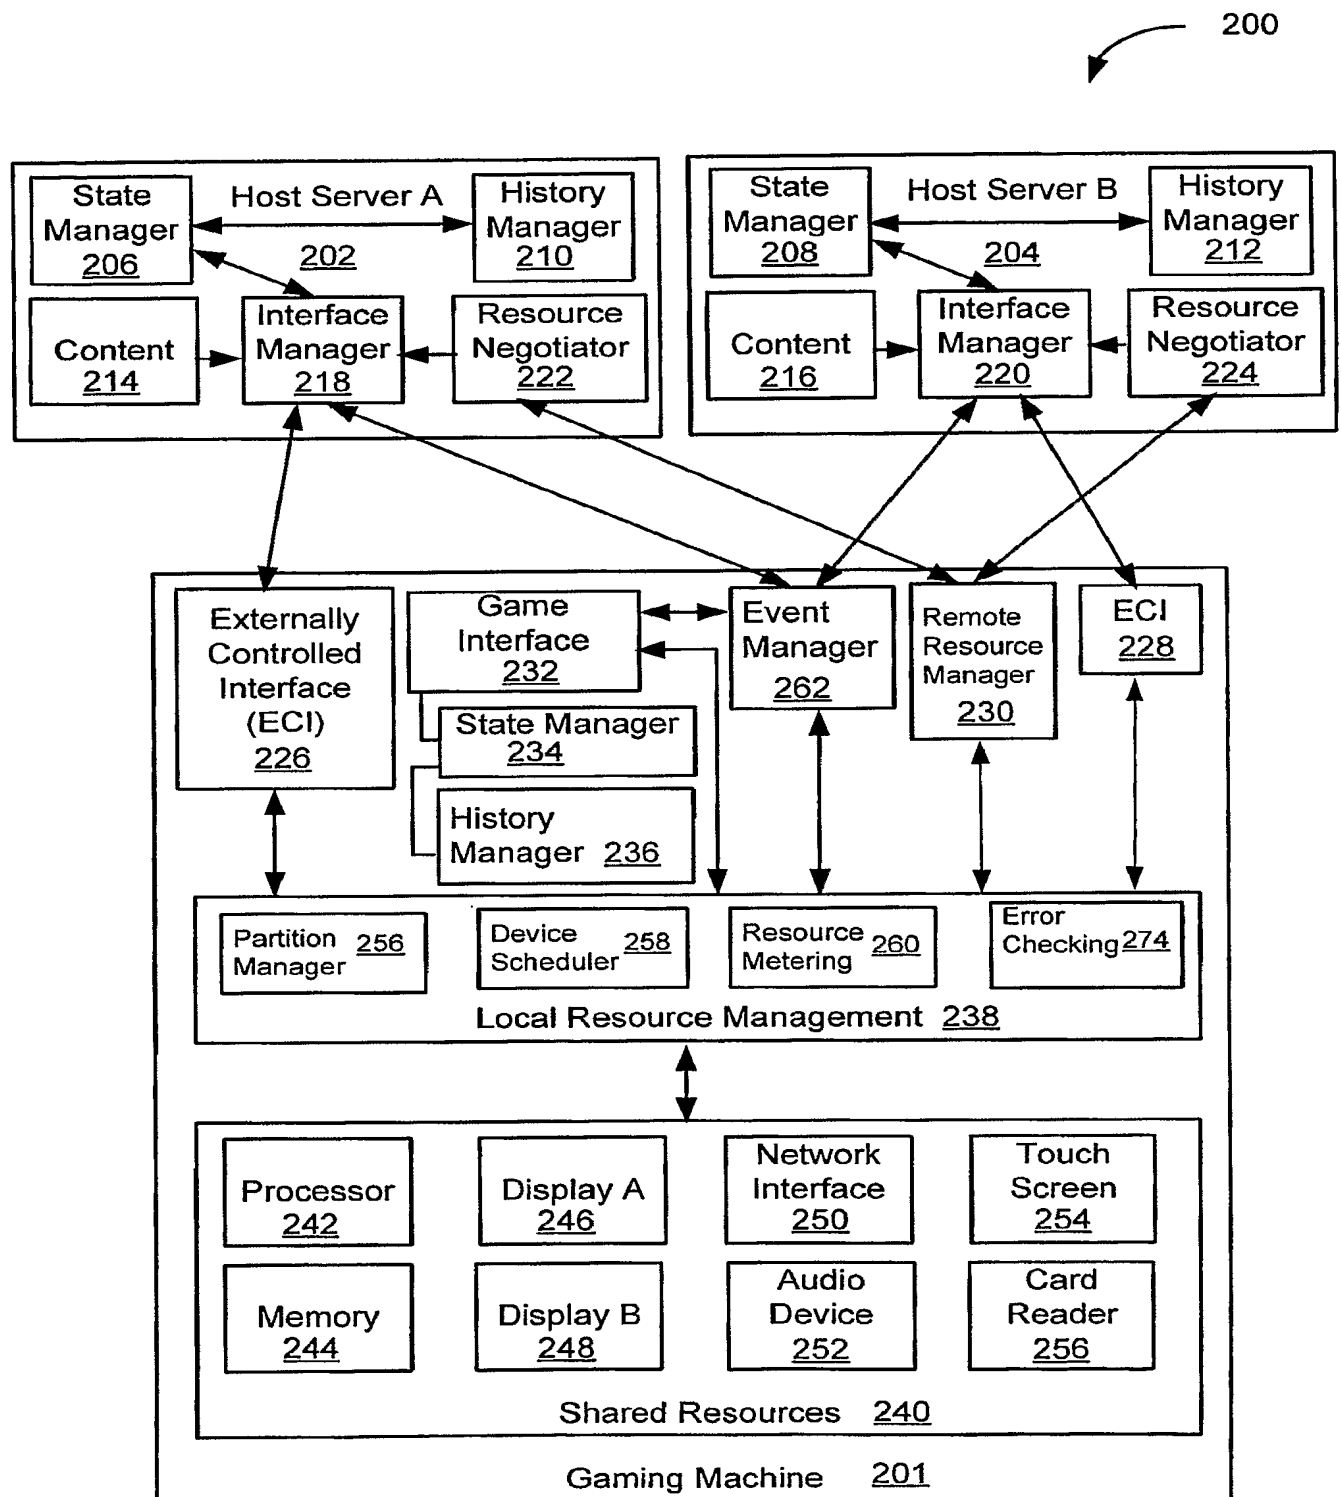 200
State
Manager
206
Host Server A
202
History
Manager
210
Content
214
Interface
Manager
218
Resource
Negotiator
222
State
Manager
208
Host Server B
204
History
Manager
212
Content
216
Interface
Manager
220
Resource
Negotiator
224
Externally
Controlled
Interface
(ECI)
226
Game
Interface
232
State Manager
234
History
Manager 236
Event
Manager
262
Remote
Resource
Manager
230
ECI
228
Partition
Manager 256
Device
Scheduler 258
Resource
Metering 260
Error
Checking 274
Local Resource Management 238
Processor
242
Display A
246
Network
Interface
250
Touch
Screen
254
Memory
244
Display B
248
Audio
Device
252
Card
Reader
256
Shared Resources 240
Gaming Machine 201